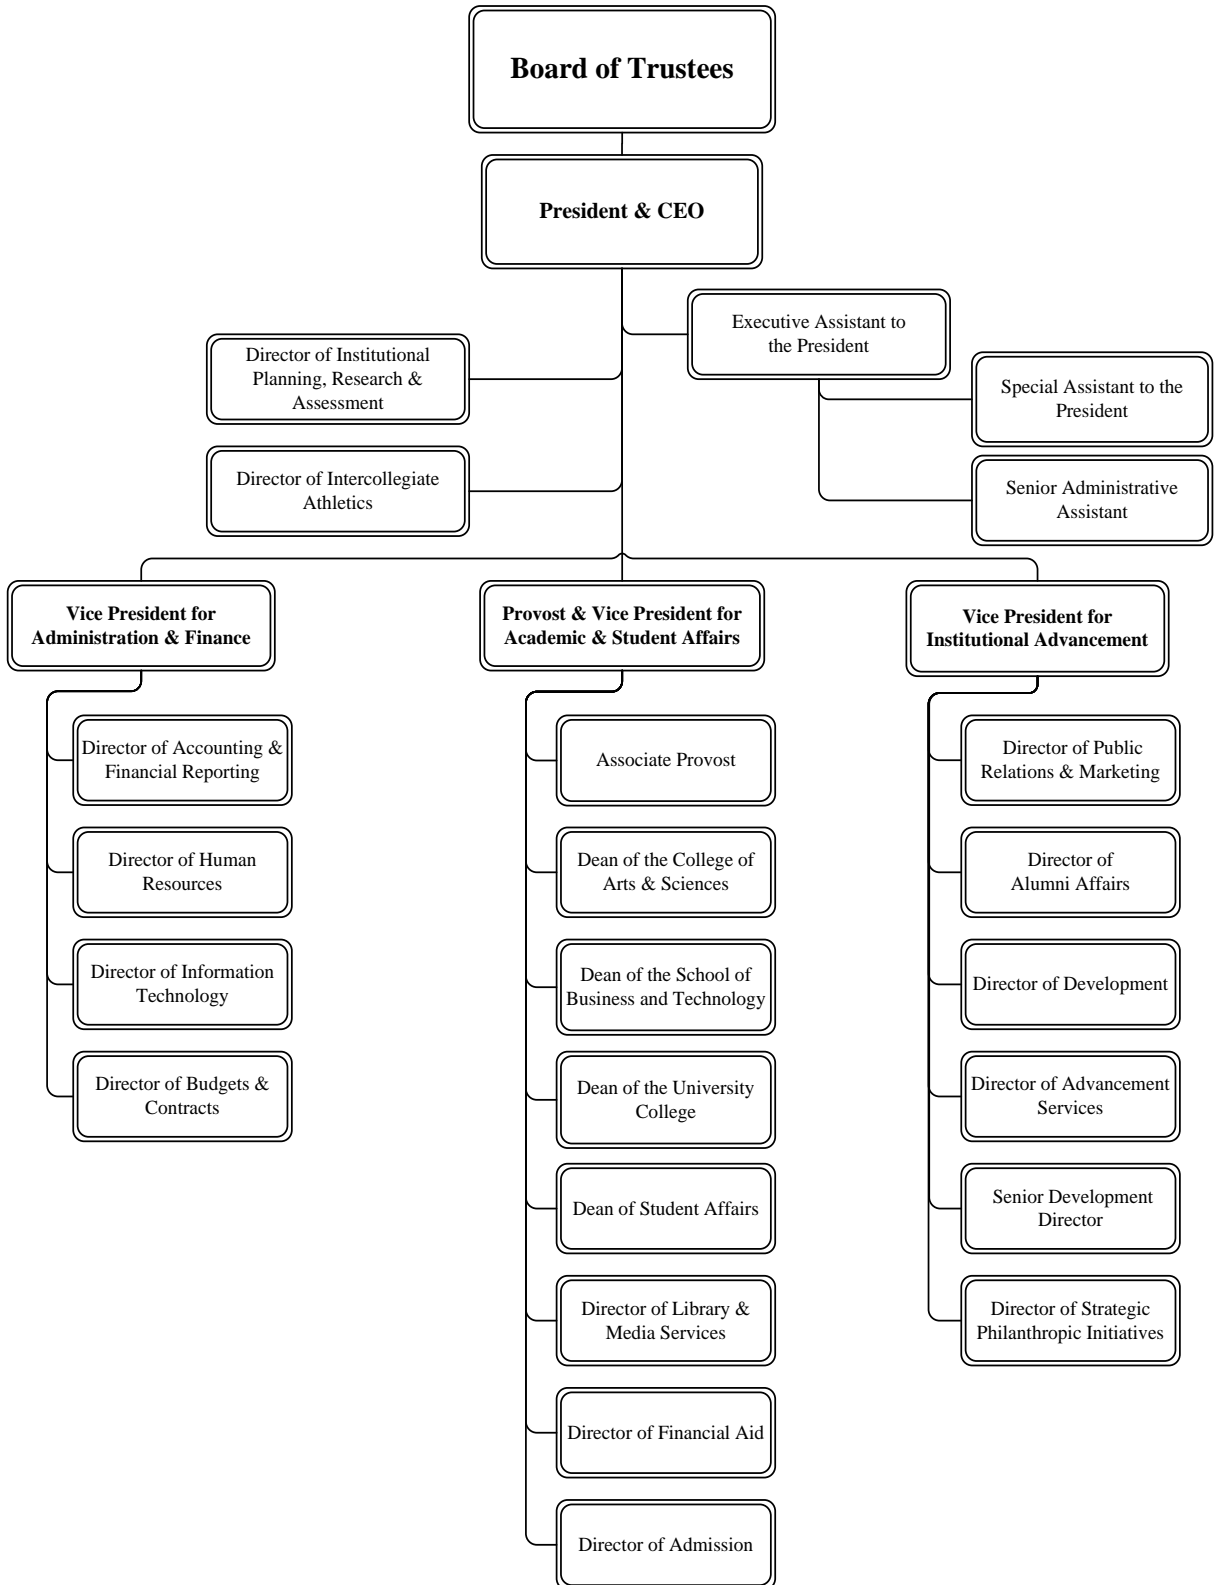 Board of Trustees
President & CEO
Executive Assistant to
the President
Director of Institutional
Planning, Research &
Assessment
Special Assistant to the
President
Director of Intercollegiate
Athletics
Senior Administrative
Assistant
Vice President for
Administration & Finance
Provost & Vice President for
Academic & Student Affairs
Vice President for
Institutional Advancement
Director of Accounting &
Financial Reporting
Director of Human
Resources
Director of Information
Technology
Director of Budgets &
Contracts
Associate Provost
Dean of the College of
Arts & Sciences
Dean of the School of
Business and Technology
Dean of the University
College
Dean of Student Affairs
Director of Library &
Media Services
Director of Financial Aid
Director of Admission
Director of Public
Relations & Marketing
Director of
Alumni Affairs
Director of Development
Director of Advancement
Services
Senior Development
Director
Director of Strategic
Philanthropic Initiatives